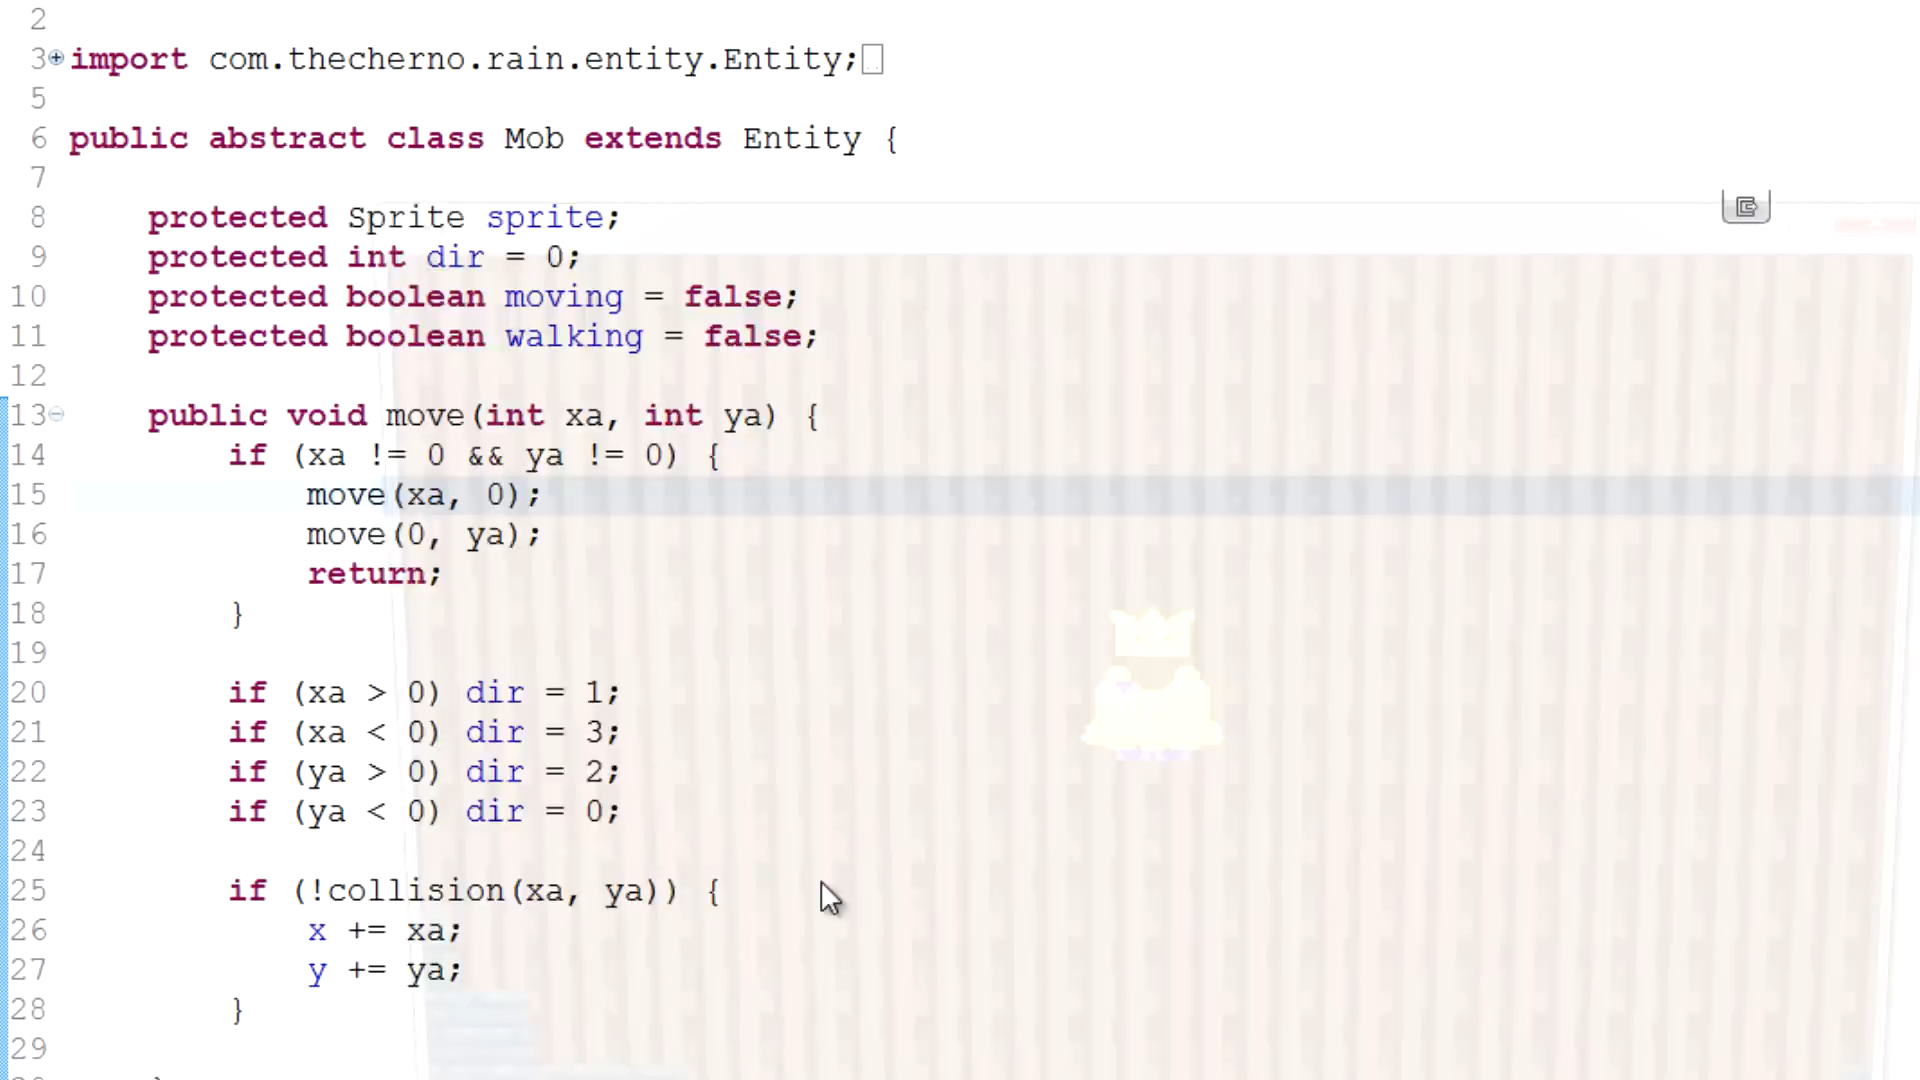 2
3 import com.thecherno.rain.entity.Entity;
5
6 public abstract class Mob extends Entity {
7
8 protected Sprite sprite;
9 protected int dir = 0;
10 protected boolean moving = false;
11 protected boolean walking = false;
12
13 public void move(int xa, int ya) {
14 if (xa != 0 && ya != 0) {
15 move(xa, 0);
16 move(0, ya);
17 return;
18 }
19
20 if (xa > 0) dir = 1;
21 if (xa < 0) dir = 3;
22 if (ya > 0) dir = 2;
23 if (ya < 0) dir = 0;
24
25 if (!collision(xa, ya)) {
26 x += xa;
27 y += ya;
28 }
29